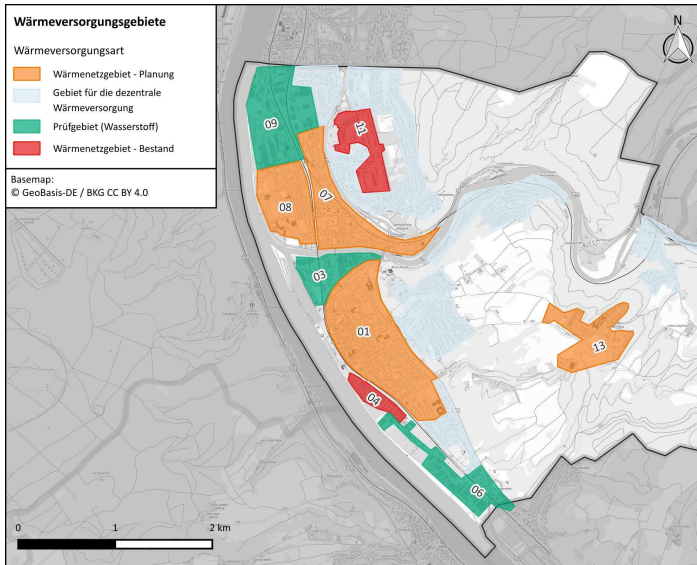 Wärmeversorgungsgebiete
Wärmeversorgungsart
Wärmenetzgebiet - Planung
Gebiet für die dezentrale
Wärmeversorgung
Prüfgebiet (Wasserstoff)
Wärmenetzgebiet - Bestand
Basemap:
© GeoBasis-DE / BKG CC BY 4.0
N
11
09
07
08
03
01
13
04
06
0
1
2 km